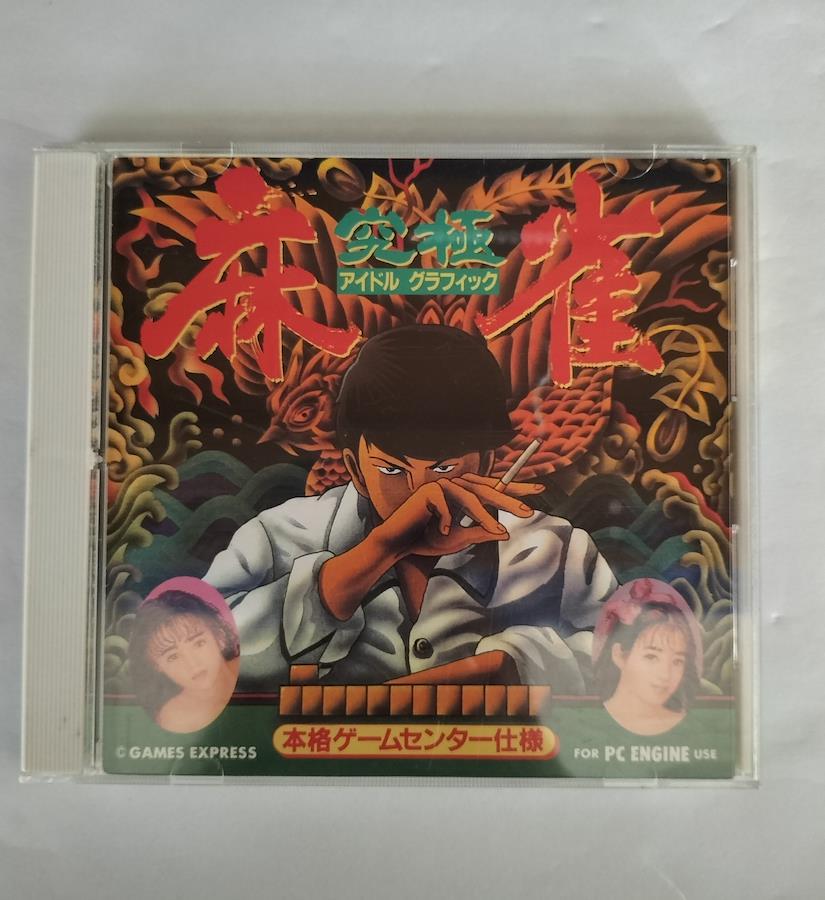 麻雀
究極
アイドル グラフィック
本格ゲームセンター仕様
© GAMES EXPRESS
FOR PC ENGINE USE